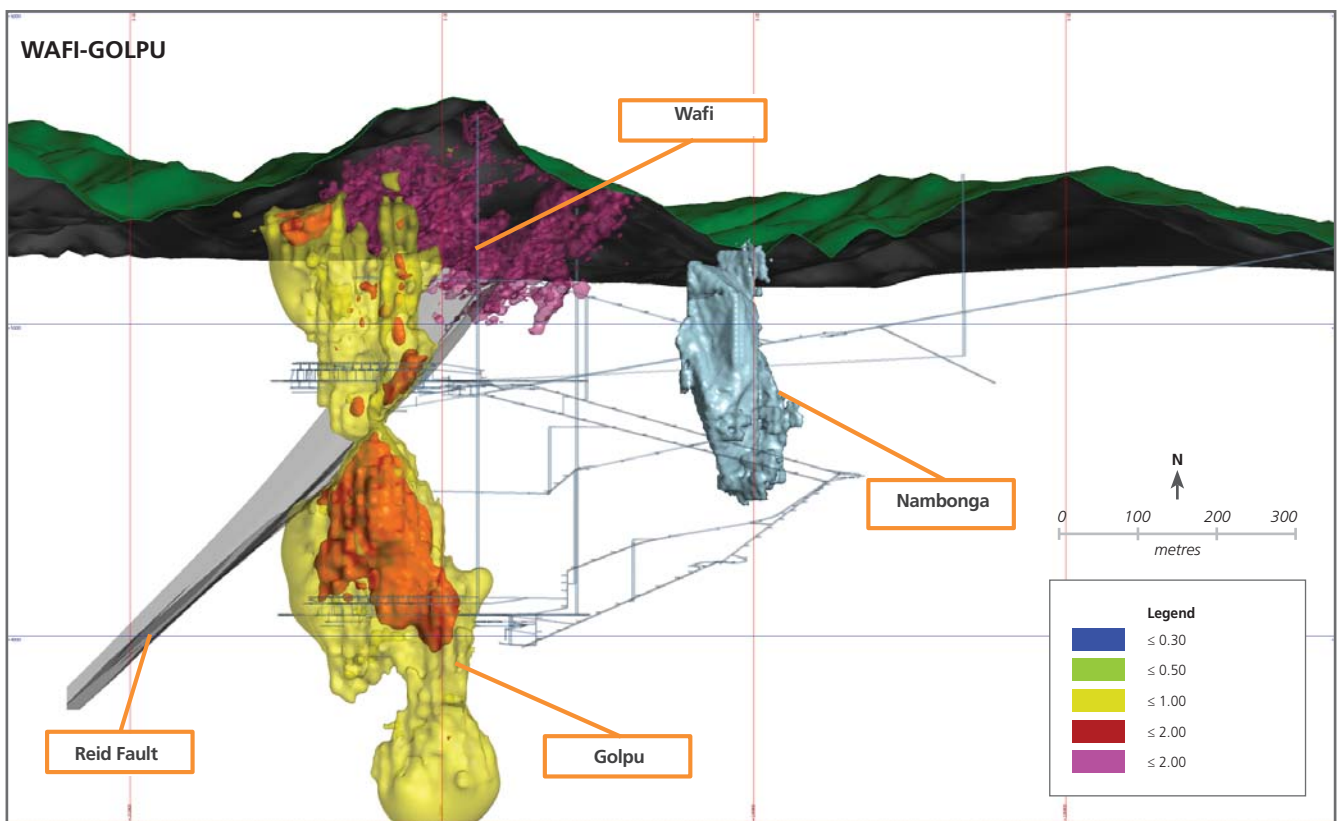 WAFI-GOLPU
Wafi
Nambonga
N
0 100 200 300
metres
Legend
≤ 0.30
≤ 0.50
≤ 1.00
≤ 2.00
≤ 2.00
Reid Fault
Golpu